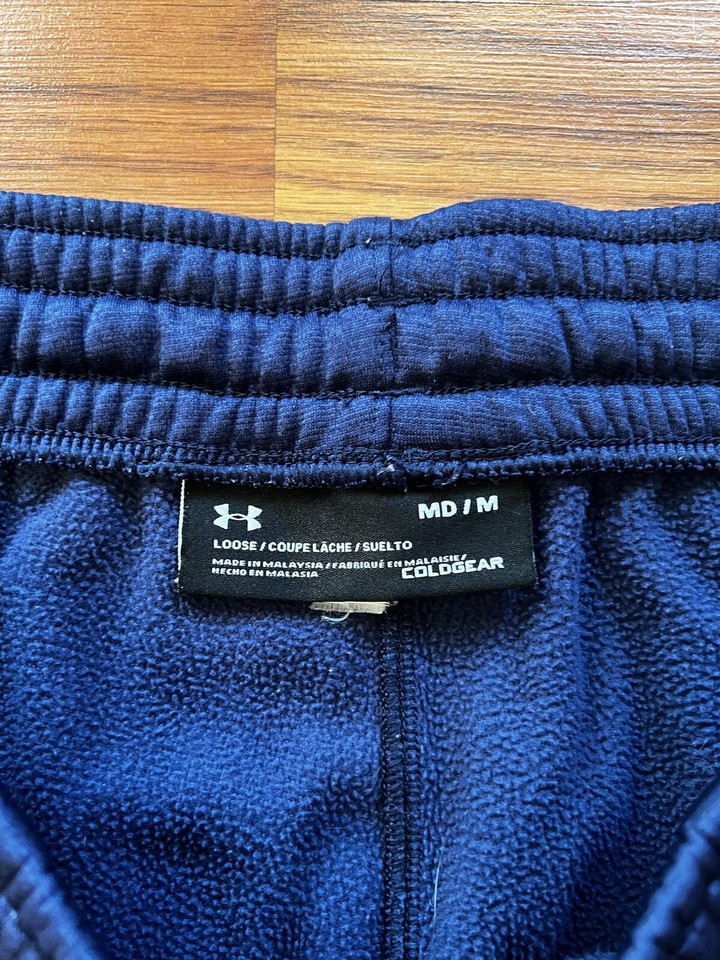 MD / M
LOOSE / COUPE LÂCHE / SUELTO
MADE IN MALAYSIA / FABRIQUÉ EN MALAISIE /
HECHO EN MALASIA
COLDGEAR